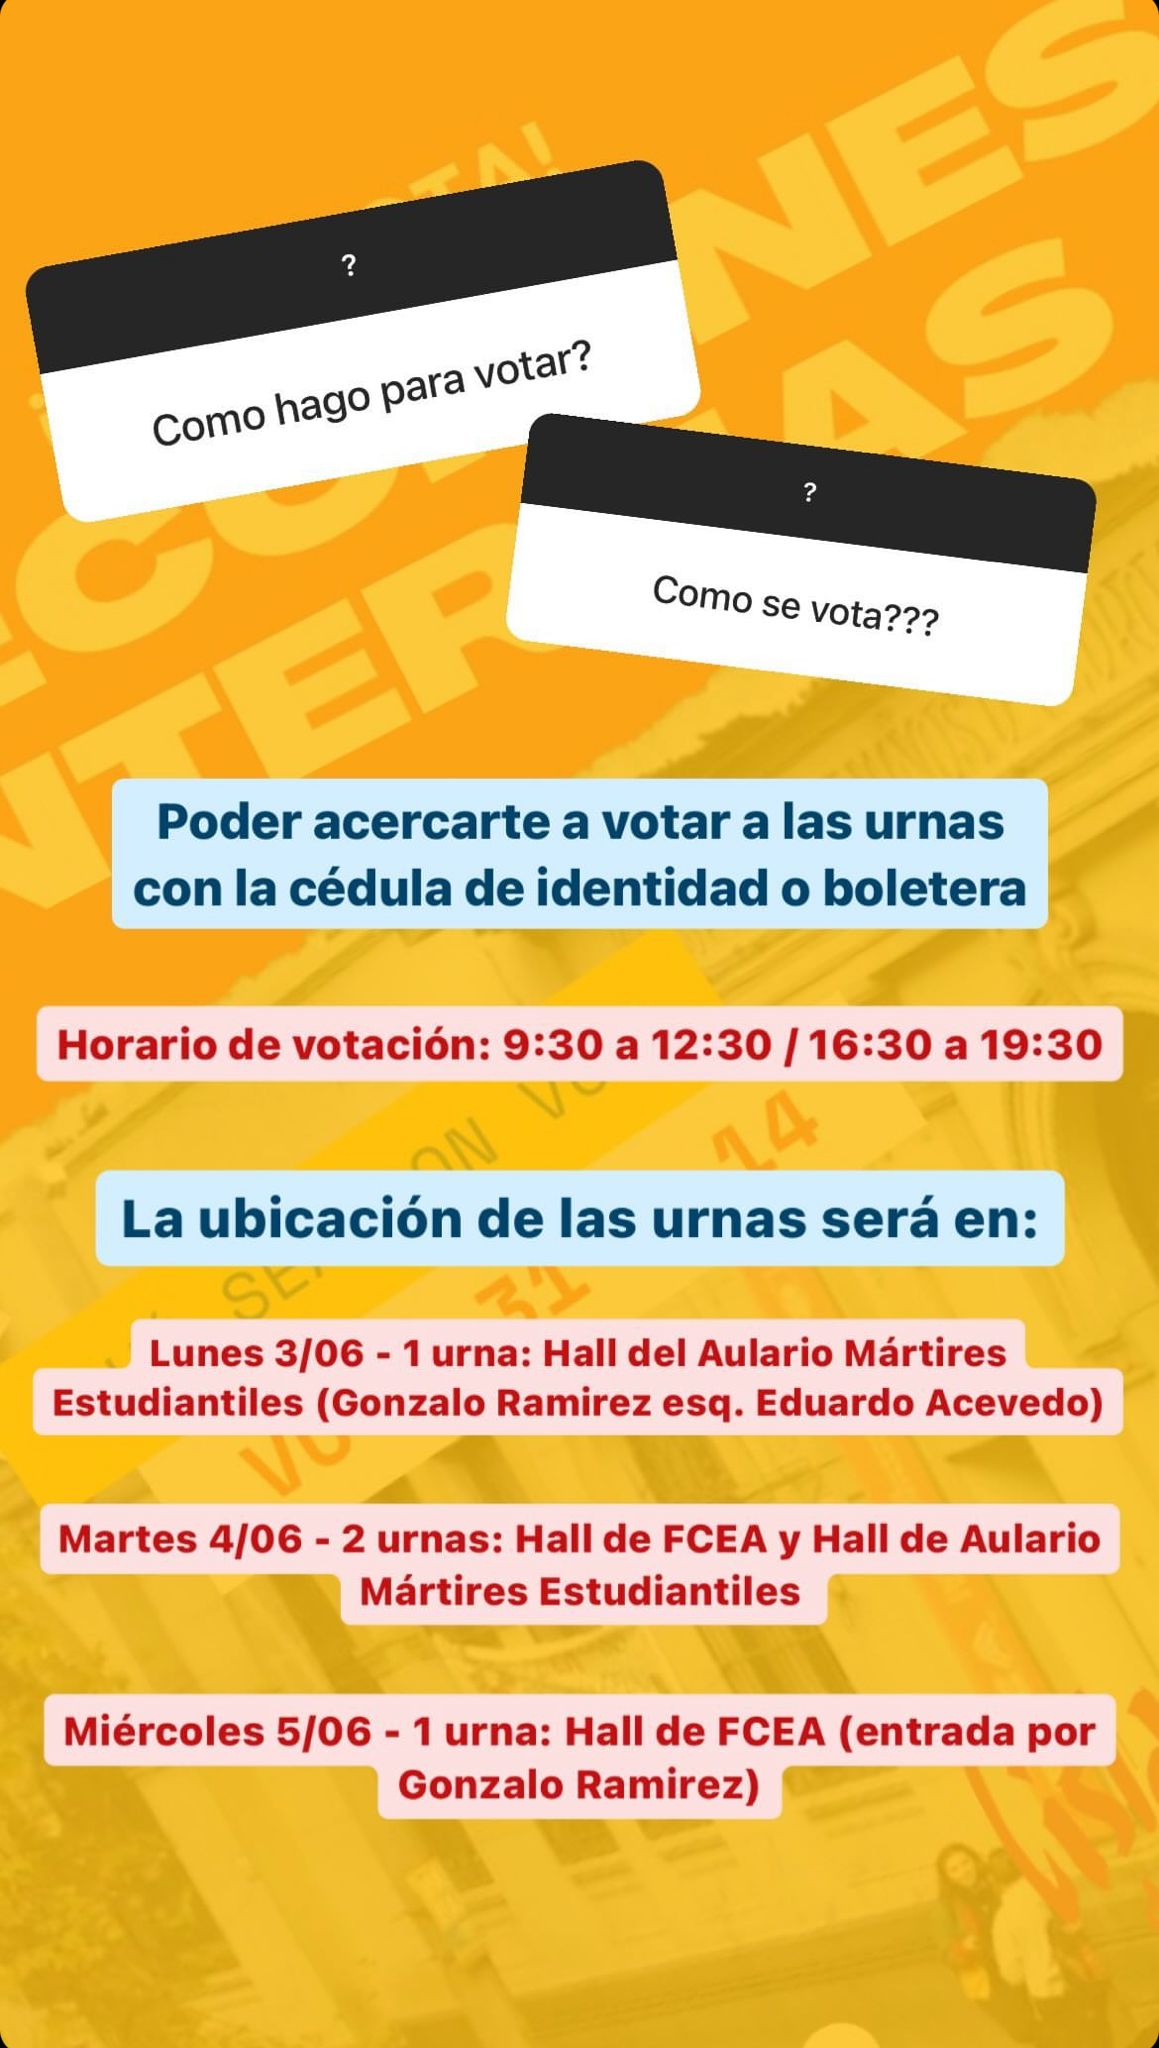 ?
Como hago para votar?
?
Como se vota???
Poder acercarte a votar a las urnas
con la cédula de identidad o boletera
Horario de votación: 9:30 a 12:30 / 16:30 a 19:30
14
La ubicación de las urnas será en:
31
Lunes 3/06 - 1 urna: Hall del Aulario Mártires
Estudiantiles (Gonzalo Ramirez esq. Eduardo Acevedo)
Martes 4/06 - 2 urnas: Hall de FCEA y Hall de Aulario
Mártires Estudiantiles
Miércoles 5/06 - 1 urna: Hall de FCEA (entrada por
Gonzalo Ramirez)